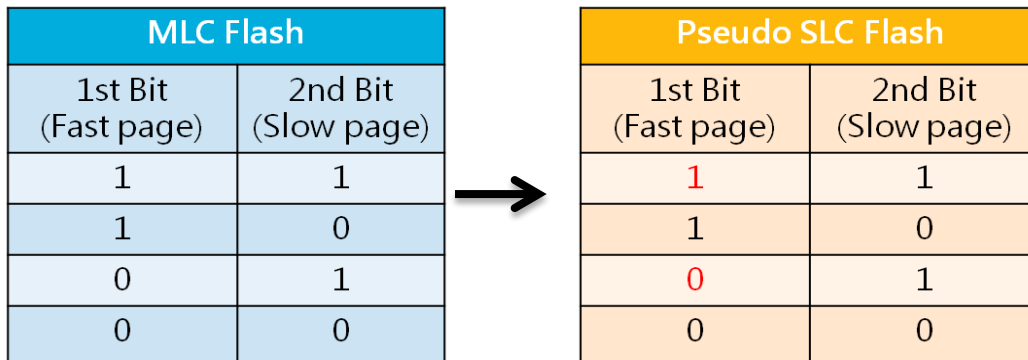 MLC Flash
1st Bit (Fast page) 2nd Bit (Slow page)
1 1
1 0
0 1
0 0
Pseudo SLC Flash
1st Bit (Fast page) 2nd Bit (Slow page)
1 1
1 0
0 1
0 0